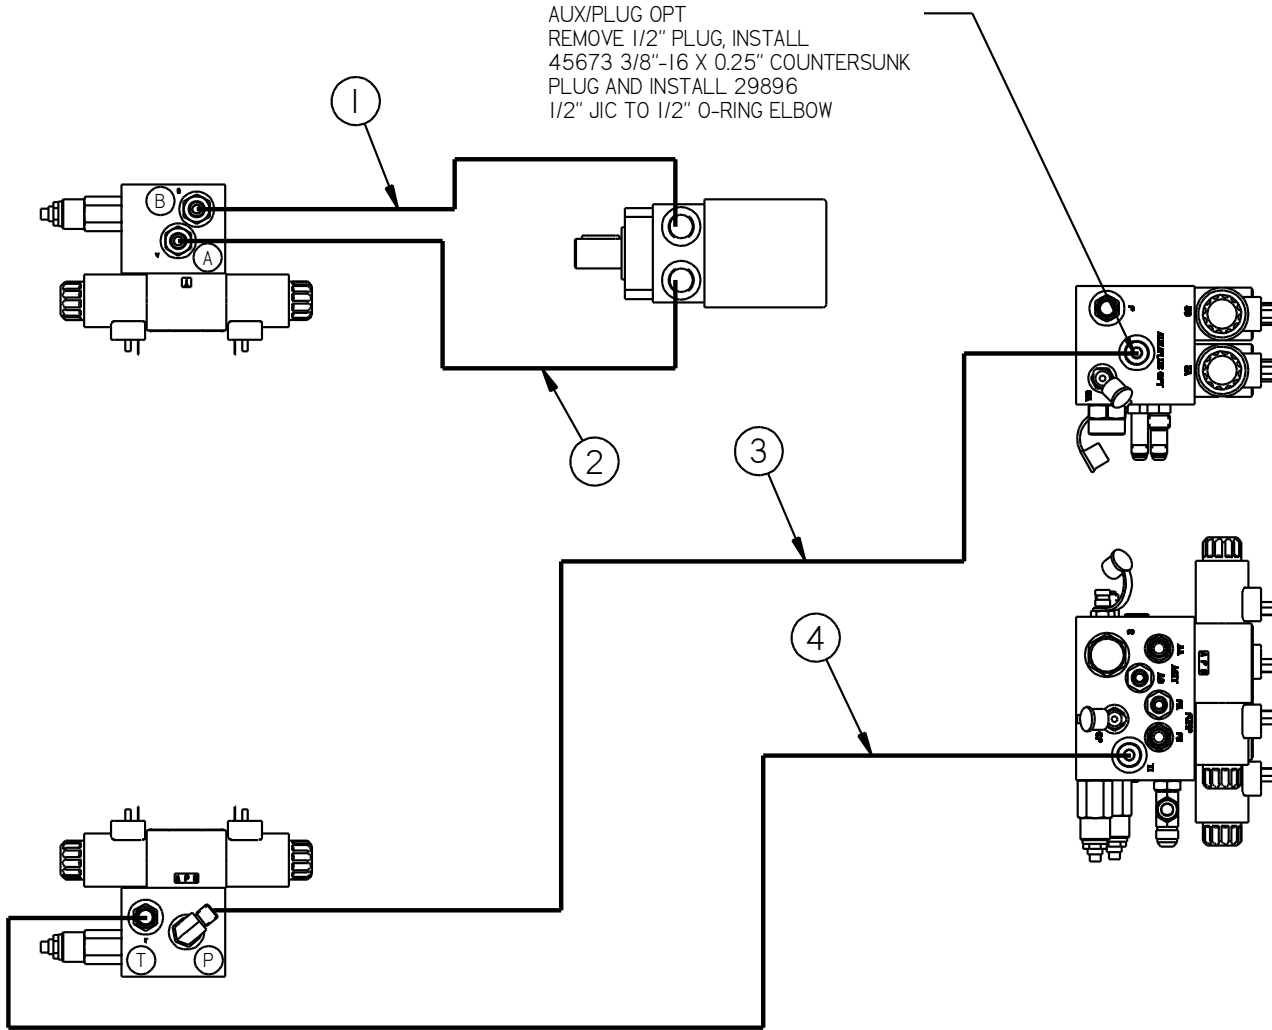 AUX/PLUG OPT
REMOVE 1/2" PLUG, INSTALL
45673 3/8"-16 X 0.25" COUNTERSUNK
PLUG AND INSTALL 29896
1/2" JIC TO 1/2" O-RING ELBOW
1
B
A
2
3
4
T
P